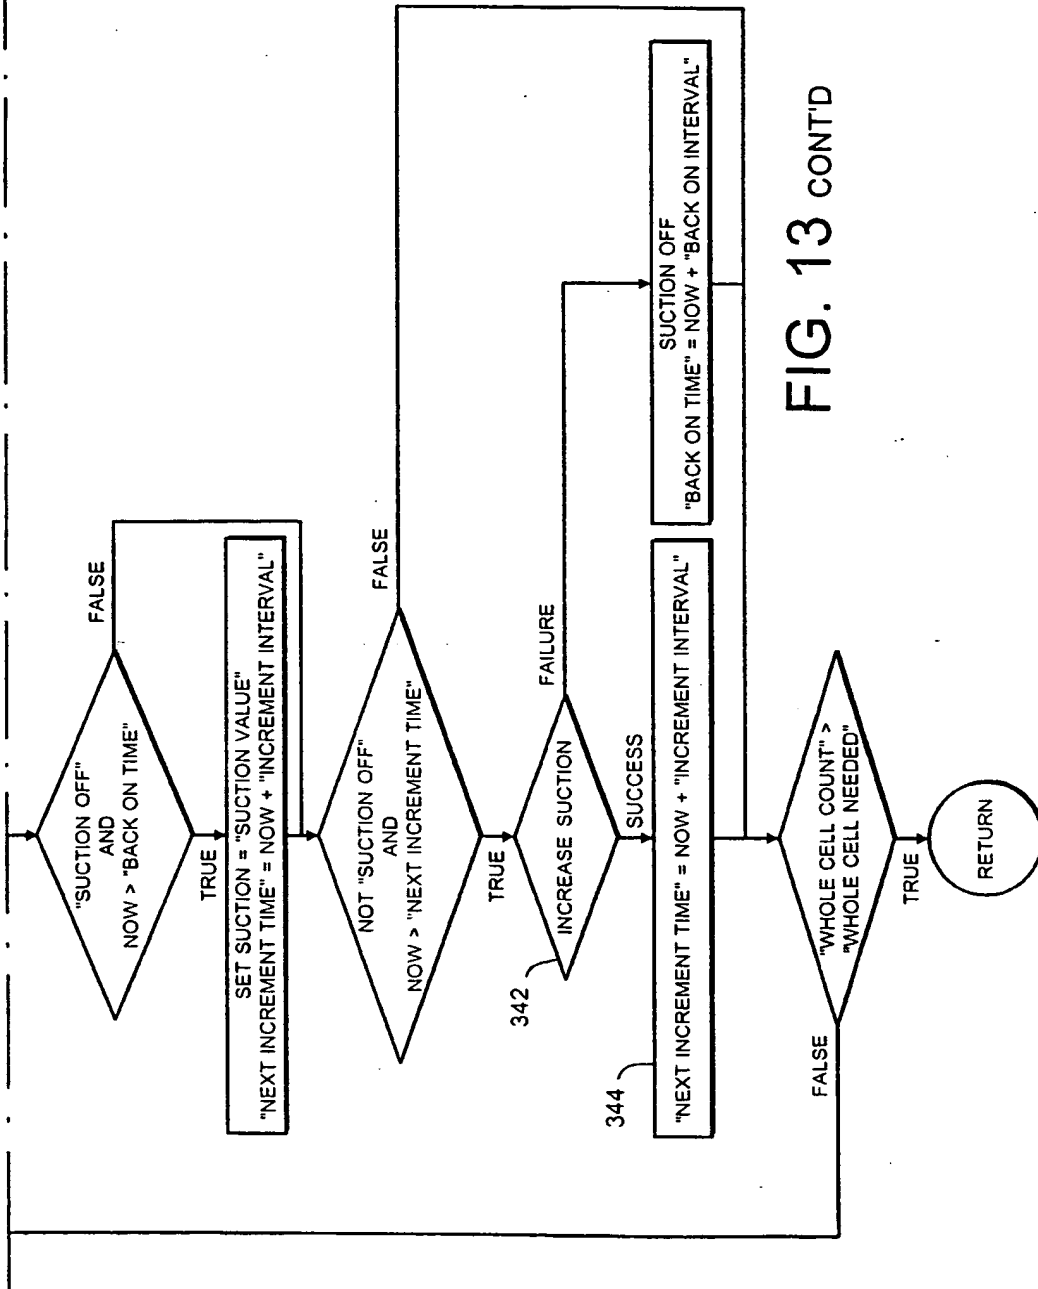 "SUCTION OFF"
AND
NOW > "BACK ON TIME"
FALSE
TRUE
SET SUCTION = "SUCTION VALUE"
"NEXT INCREMENT TIME" = NOW + "INCREMENT INTERVAL"
NOT "SUCTION OFF"
AND
NOW > "NEXT INCREMENT TIME"
FALSE
TRUE
342
INCREASE SUCTION
FAILURE
SUCCESS
344
"NEXT INCREMENT TIME" = NOW + "INCREMENT INTERVAL"
SUCTION OFF
"BACK ON TIME" = NOW + "BACK ON INTERVAL"
"WHOLE CELL COUNT" >
"WHOLE CELL NEEDED"
FALSE
TRUE
RETURN
FIG. 13 CONT'D